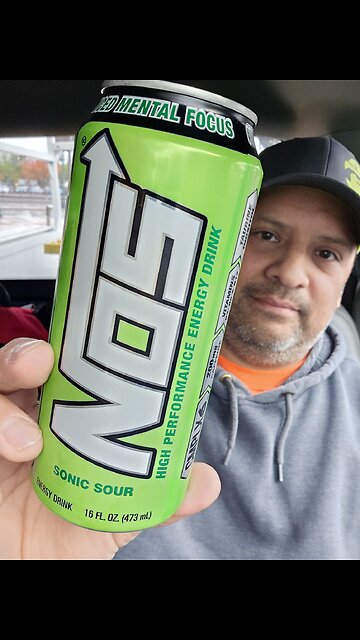 MENTAL FOCUS
NOS
®
HIGH PERFORMANCE ENERGY DRINK
SONIC SOUR
ENERGY DRINK
16 FL. OZ. (473 mL)